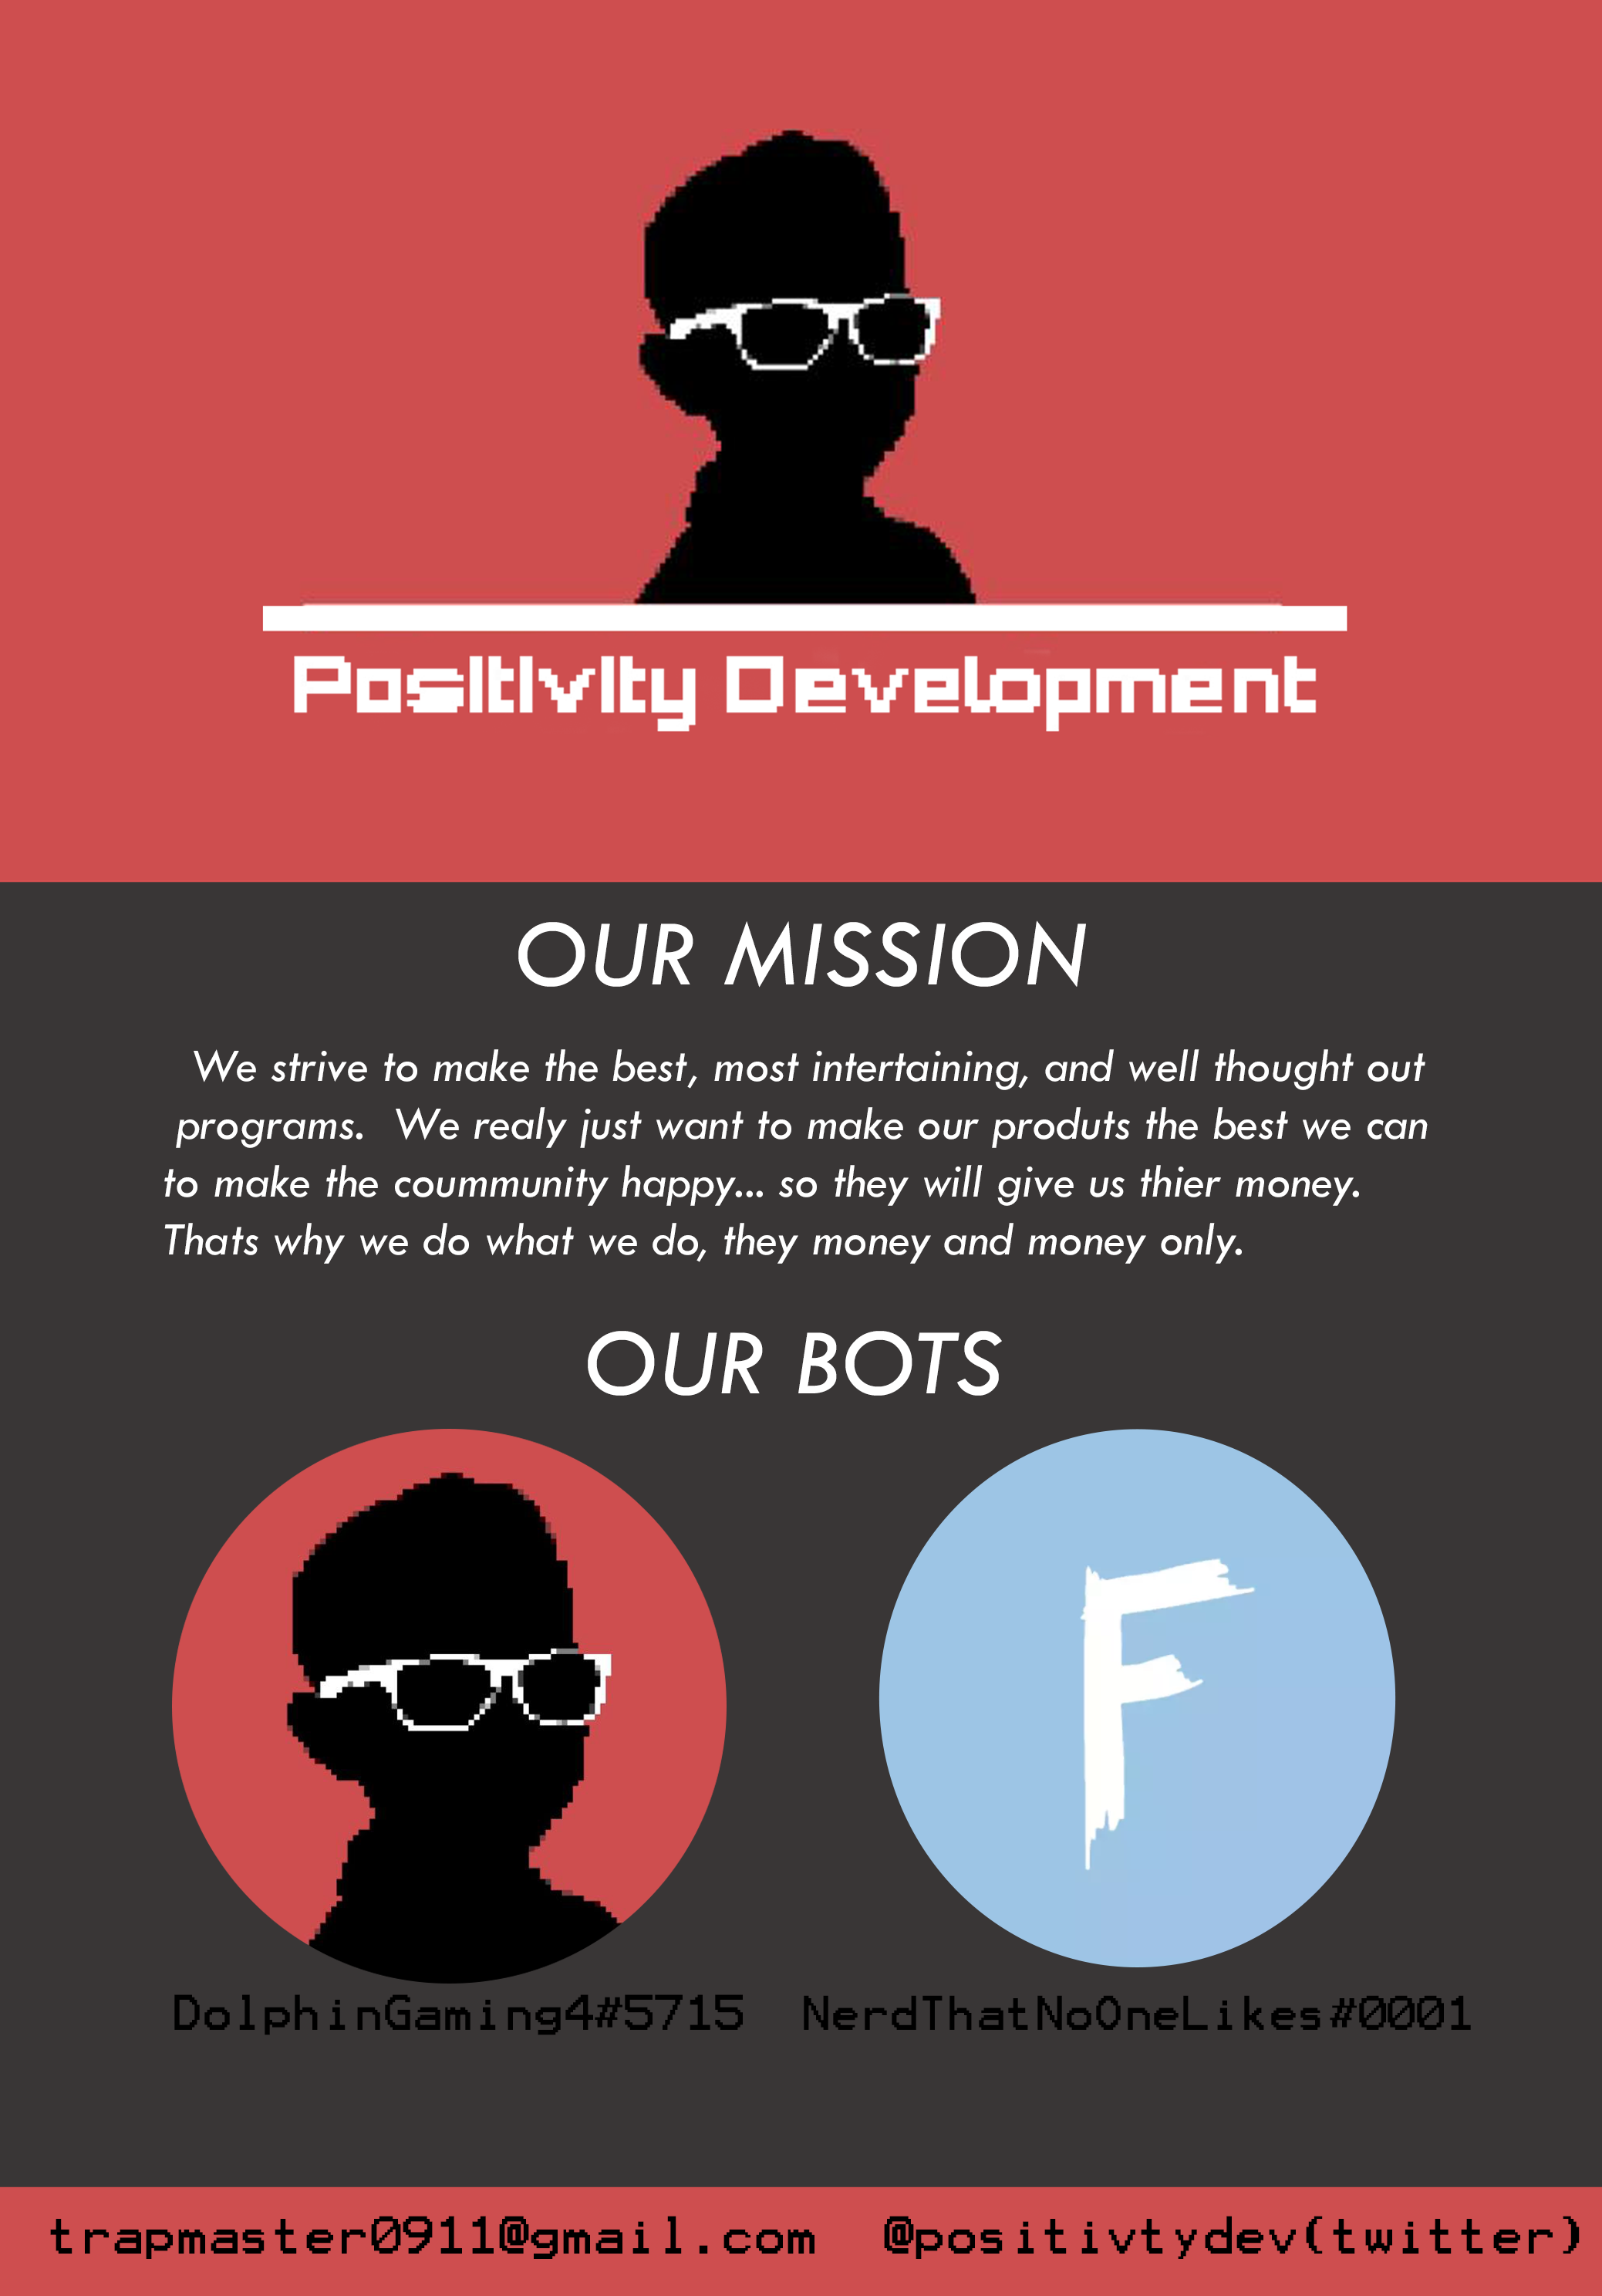 Positivity Development
OUR MISSION
We strive to make the best, most intertaining, and well thought out
programs. We realy just want to make our produts the best we can
to make the coummunity happy... so they will give us thier money.
Thats why we do what we do, they money and money only.
OUR BOTS
F
DolphinGaming4#5715 NerdThatNoOneLikes#0001
trapmaster0911@gmail.com @positivtydev(twitter)